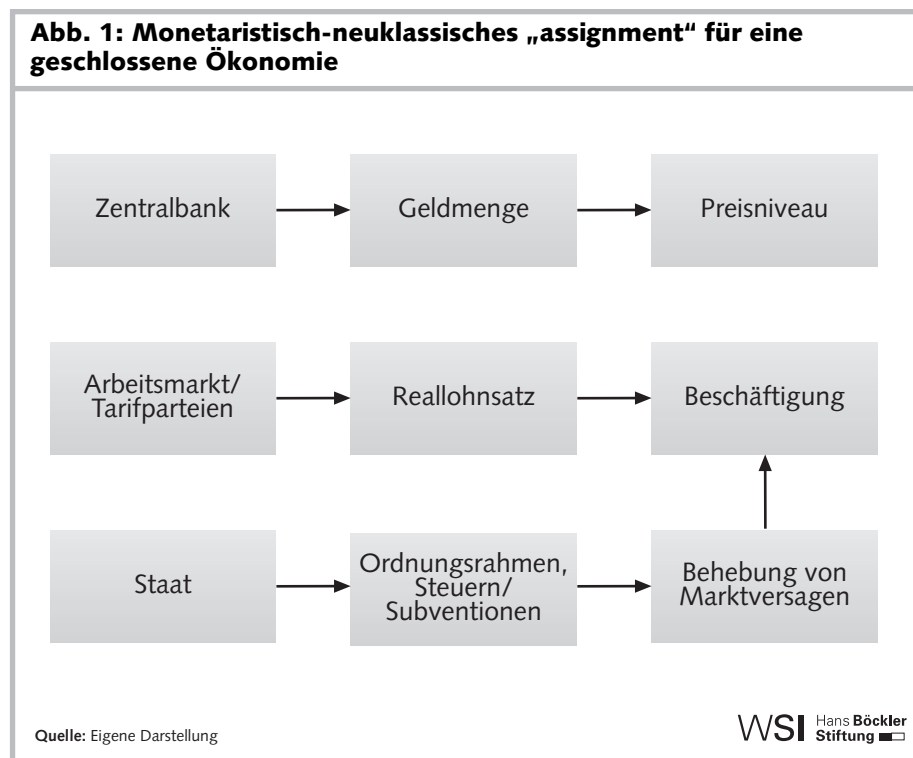 Abb. 1: Monetaristisch-neuklassisches „assignment“ für eine
geschlossene Ökonomie
Zentralbank
Geldmenge
Preisniveau
Arbeitsmarkt/
Tarifparteien
Reallohnsatz
Beschäftigung
Staat
Ordnungsrahmen,
Steuern/
Subventionen
Behebung von
Marktversagen
Quelle: Eigene Darstellung
WSI
Hans Böckler
Stiftung